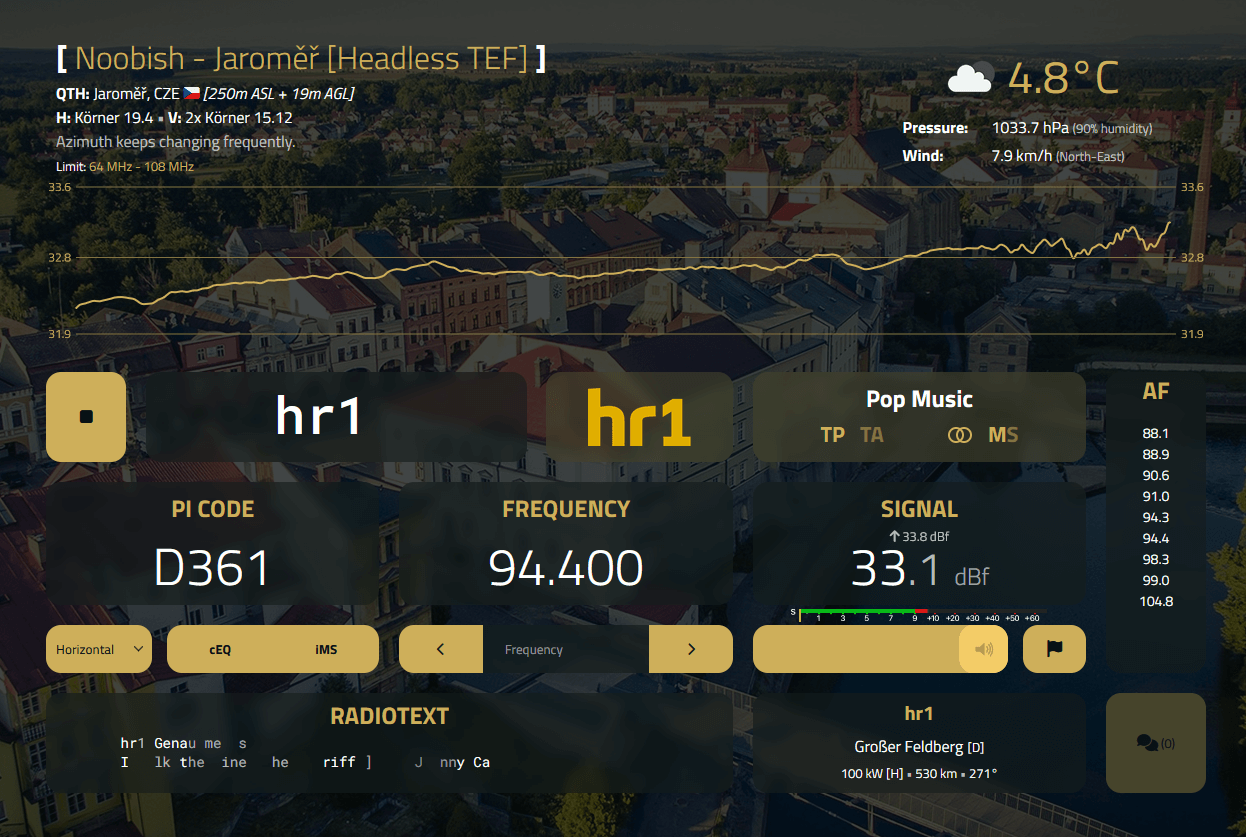 [ Noobish - Jaroměř [Headless TEF] ]
QTH: Jaroměř, CZE [250m ASL + 19m AGL]
H: Körner 19.4 ▪ V: 2x Körner 15.12
Azimuth keeps changing frequently.
Limit: 64 MHz - 108 MHz
4.8°C
Pressure: 1033.7 hPa (90% humidity)
Wind: 7.9 km/h (North-East)
33.6 33.6
32.8 32.8
31.9 31.9
hr1
hr1
Pop Music
TP TA MS
AF
88.1
88.9
90.6
91.0
94.3
94.4
98.3
99.0
104.8
PI CODE
D361
FREQUENCY
94.400
SIGNAL
33.8 dBf
33.1 dBf
S 1 3 5 7 9 +10 +20 +30 +40 +50 +60
Horizontal
cEQ iMS
Frequency
RADIOTEXT
hr1 Genau me s
I lk the ine he riff ] J nny Ca
hr1
Großer Feldberg [D]
100 kW [H] ▪ 530 km ▪ 271°
(0)